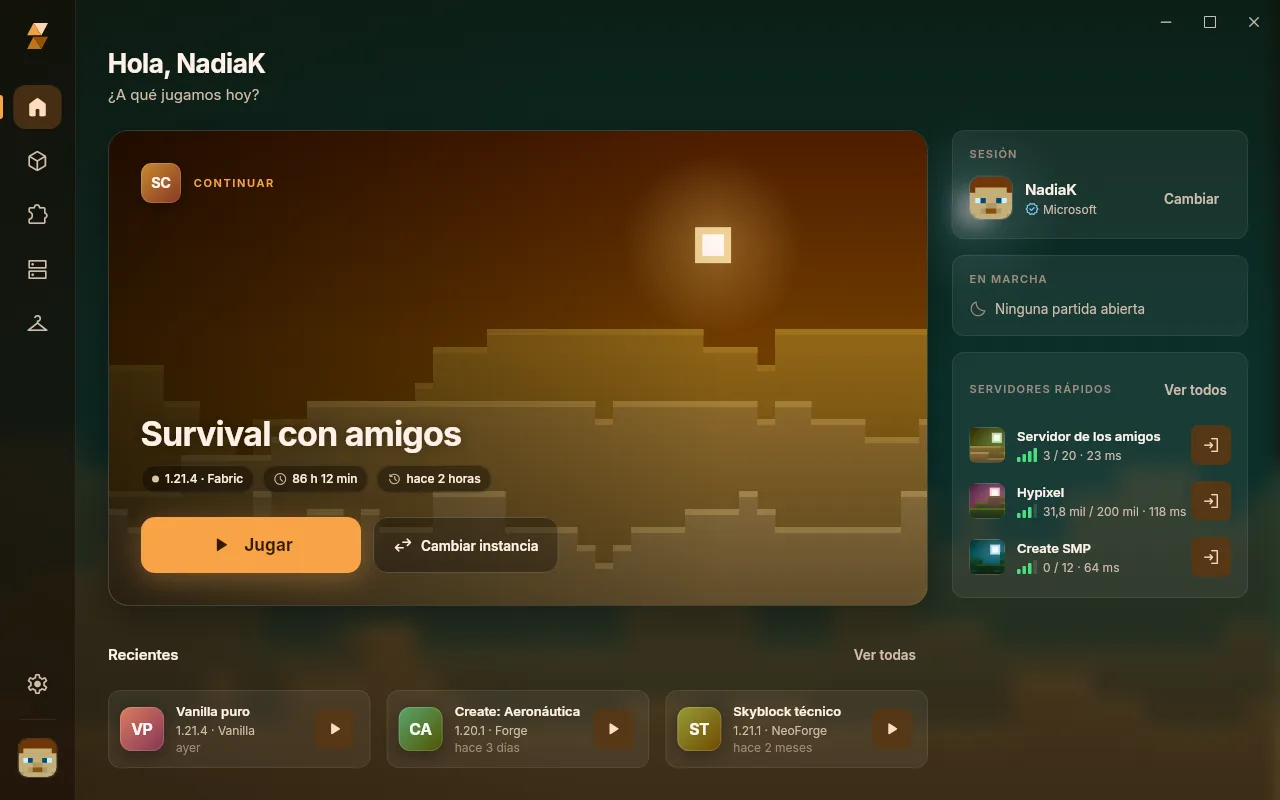 Hola, NadiaK
¿A qué jugamos hoy?
SC
CONTINUAR
Survival con amigos
1.21.4 · Fabric
86 h 12 min
hace 2 horas
Jugar
Cambiar instancia
SESIÓN
NadiaK
Microsoft
Cambiar
EN MARCHA
Ninguna partida abierta
SERVIDORES RÁPIDOS
Ver todos
Servidor de los amigos
3 / 20 · 23 ms
Hypixel
31,8 mil / 200 mil · 118 ms
Create SMP
0 / 12 · 64 ms
Recientes
Ver todas
VP
Vanilla puro
1.21.4 · Vanilla
ayer
CA
Create: Aeronáutica
1.20.1 · Forge
hace 3 días
ST
Skyblock técnico
1.21.1 · NeoForge
hace 2 meses